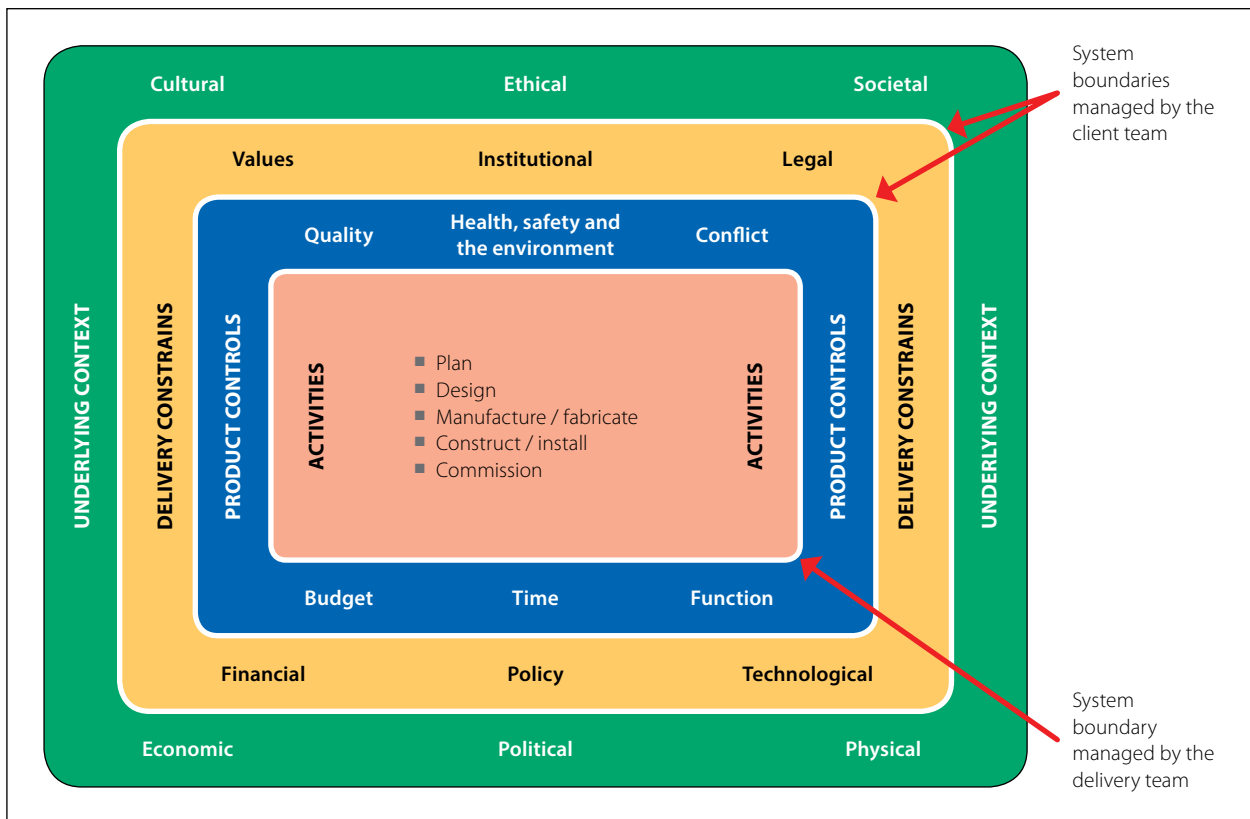 Cultural
Ethical
Societal
System
boundaries
managed by the
client team
Values
Institutional
Legal
Quality
Health, safety and
the environment
Conflict
UNDERLYING CONTEXT
DELIVERY CONSTRAINS
PRODUCT CONTROLS
ACTIVITIES
Plan
Design
Manufacture / fabricate
Construct / install
Commission
ACTIVITIES
PRODUCT CONTROLS
DELIVERY CONSTRAINS
UNDERLYING CONTEXT
Budget
Time
Function
Financial
Policy
Technological
Economic
Political
Physical
System
boundary
managed by the
delivery team